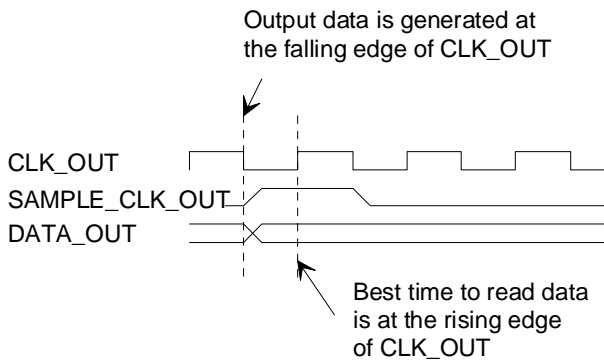 Output data is generated at
the falling edge of CLK_OUT
CLK_OUT
SAMPLE_CLK_OUT
DATA_OUT
Best time to read data
is at the rising edge
of CLK_OUT